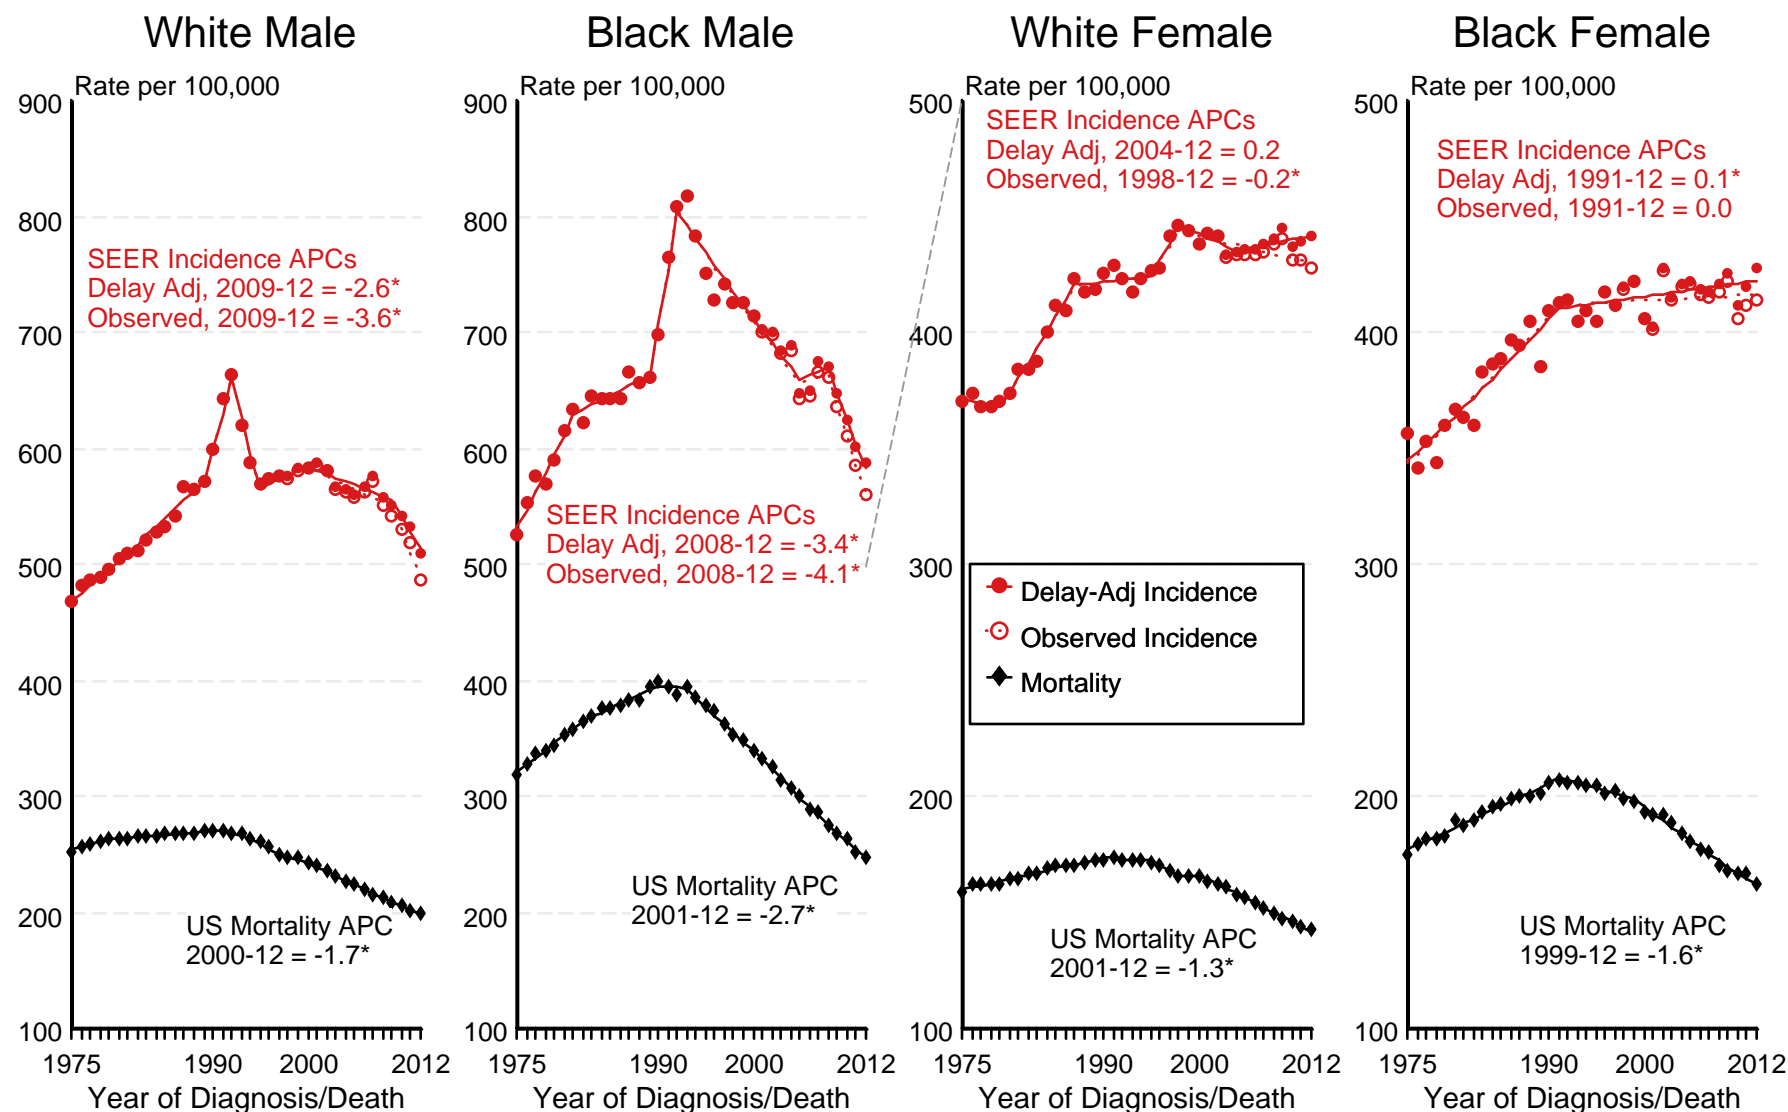 White Male
Rate per 100,000
900
800
700
600
500
400
300
200
100
SEER Incidence APCs
Delay Adj, 2009-12 = -2.6*
Observed, 2009-12 = -3.6*
US Mortality APC
2000-12 = -1.7*
1975 1990 2000 2012
Year of Diagnosis/Death
Black Male
Rate per 100,000
900
800
700
600
500
400
300
200
100
SEER Incidence APCs
Delay Adj, 2008-12 = -3.4*
Observed, 2008-12 = -4.1*
US Mortality APC
2001-12 = -2.7*
1975 1990 2000 2012
Year of Diagnosis/Death
White Female
Rate per 100,000
500
400
300
200
100
SEER Incidence APCs
Delay Adj, 2004-12 = 0.2
Observed, 1998-12 = -0.2*
Delay-Adj Incidence
Observed Incidence
Mortality
US Mortality APC
2001-12 = -1.3*
1975 1990 2000 2012
Year of Diagnosis/Death
Black Female
Rate per 100,000
500
400
300
200
100
SEER Incidence APCs
Delay Adj, 1991-12 = 0.1*
Observed, 1991-12 = 0.0
US Mortality APC
1999-12 = -1.6*
1975 1990 2000 2012
Year of Diagnosis/Death